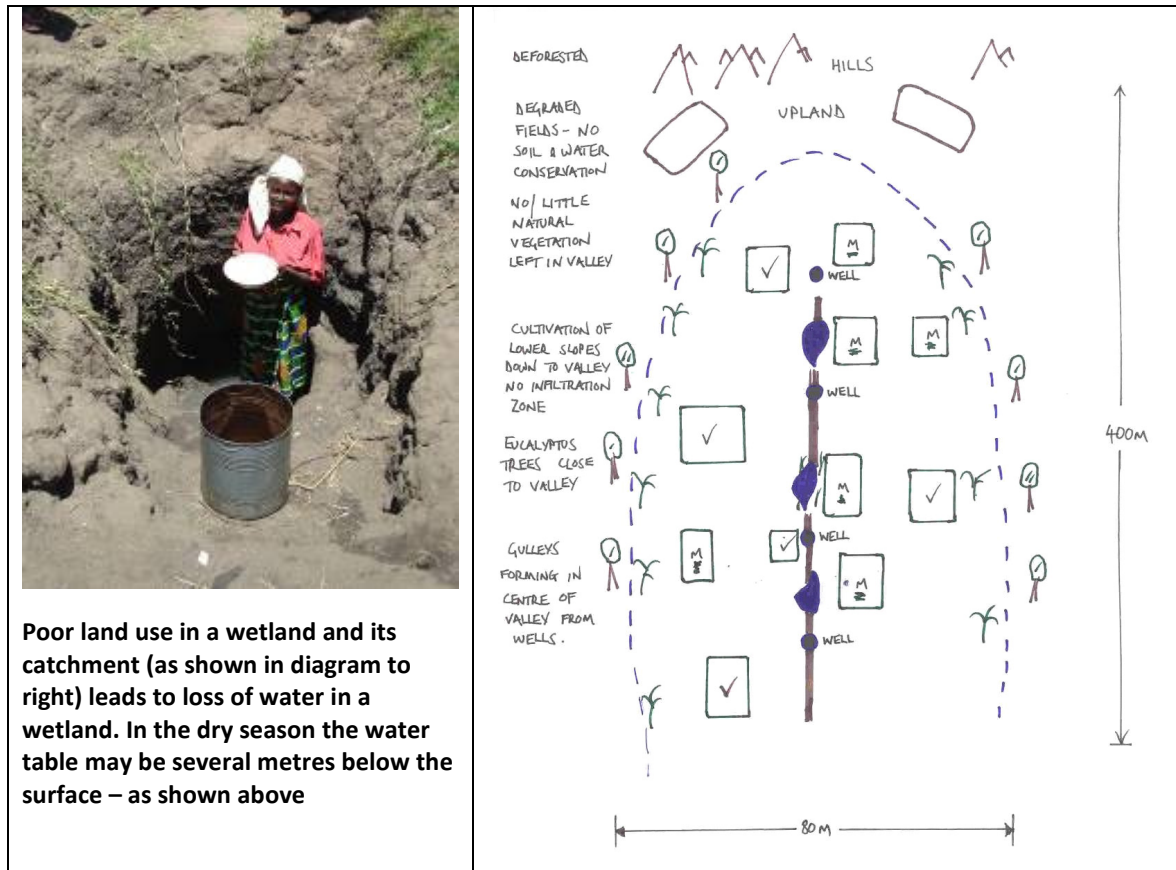 Poor land use in a wetland and its
catchment (as shown in diagram to
right) leads to loss of water in a
wetland. In the dry season the water
table may be several metres below the
surface – as shown above
DEFORESTED
HILLS
DEGRADED
FIELDS - NO
SOIL & WATER
CONSERVATION
UPLAND
NO/ LITTLE
NATURAL
VEGETATION
LEFT IN VALLEY
M
WELL
CULTIVATION OF
LOWER SLOPES
DOWN TO VALLEY
NO INFILTRATION
ZONE
M
M
WELL
400M
EUCALYPTUS
TREES CLOSE
TO VALLEY
M
GULLEYS
FORMING IN
CENTRE OF
VALLEY FROM
WELLS.
WELL
M
M
WELL
80M